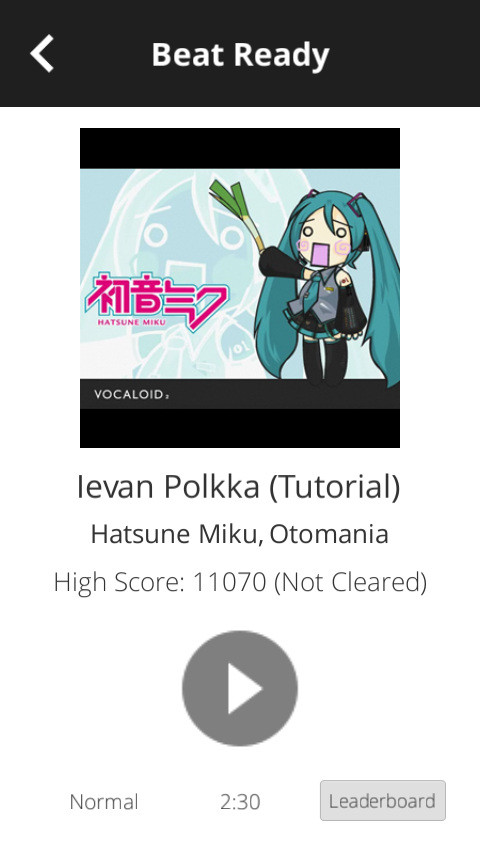 Beat Ready
初音ミク
HATSUNE MIKU
VOCALOID2
Ievan Polkka (Tutorial)
Hatsune Miku, Otomania
High Score: 11070 (Not Cleared)
Normal
2:30
Leaderboard